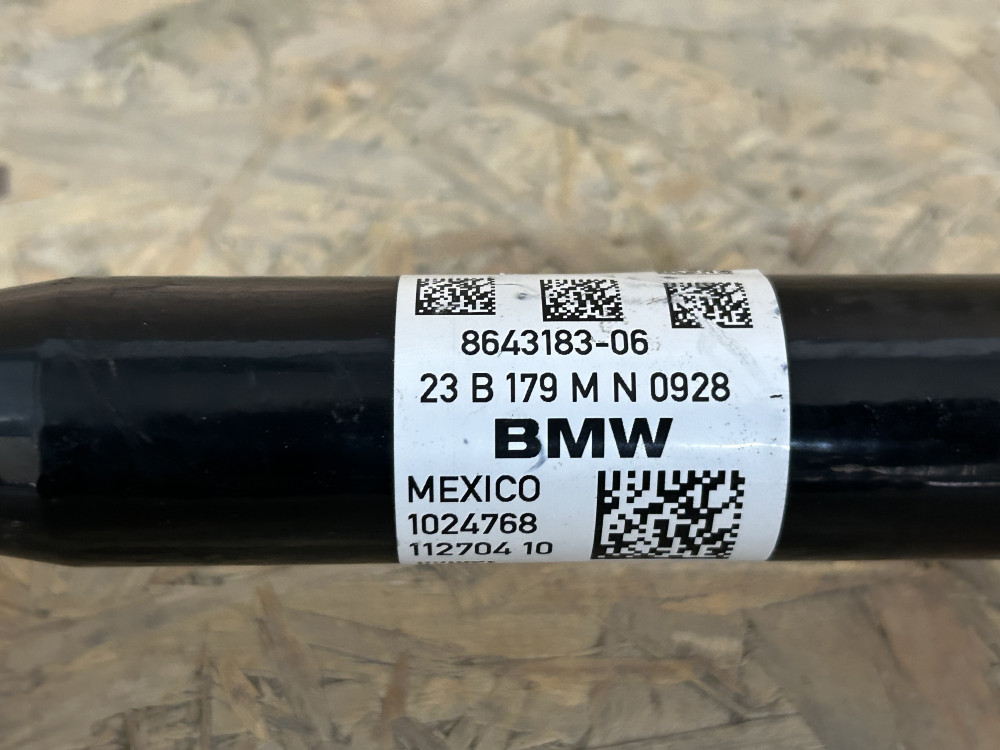 8643183-06
23 B 179 M N 0928
BMW
MEXICO
1024768
112704 10